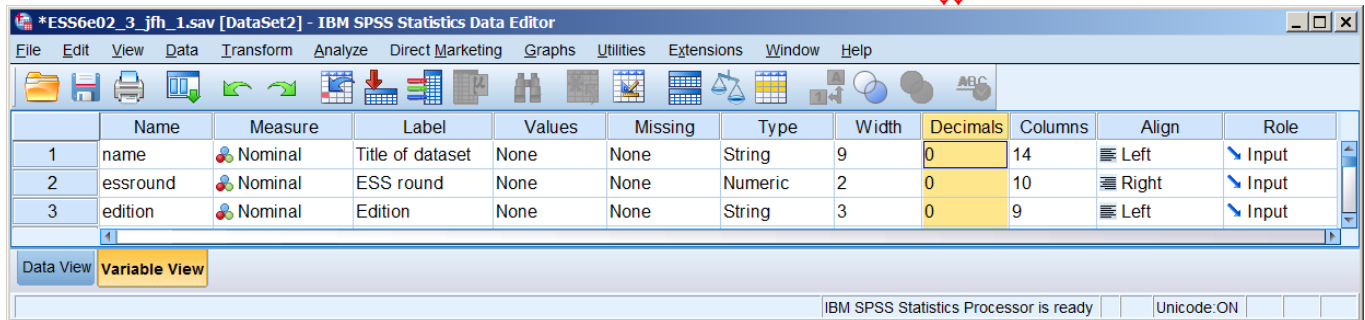 *ESS6e02_3_jfh_1.sav [DataSet2] - IBM SPSS Statistics Data Editor
File Edit View Data Transform Analyze Direct Marketing Graphs Utilities Extensions Window Help
Name Measure Label Values Missing Type Width Decimals Columns Align Role
1 name Nominal Title of dataset None None String 9 0 14 Left Input
2 essround Nominal ESS round None None Numeric 2 0 10 Right Input
3 edition Nominal Edition None None String 3 0 9 Left Input
Data View Variable View
IBM SPSS Statistics Processor is ready Unicode:ON